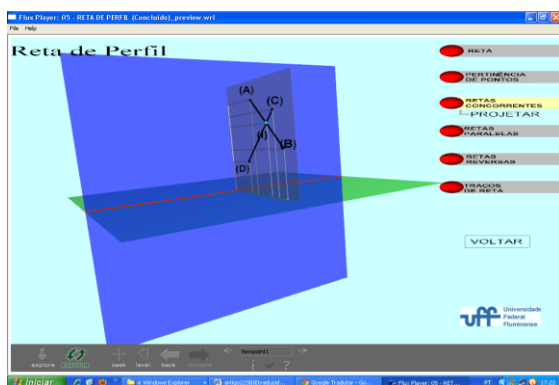 Flux Player: 05 - RETA DE PERFIL (Concluído)_preview.wrl
File Help
Reta de Perfil
(A)
(C)
(I)
(B)
(D)
RETA
PERTINÊNCIA DE PONTOS
RETAS CONCORRENTES
PROJETAR
RETAS PARALELAS
RETAS REVERSAS
TRAÇOS DE RETA
VOLTAR
uff Universidade Federal Fluminense
explore
seek
level
back
forward
Viewpoint1
?
Iniciar
Windows Explorer
Google Tradutor - Go...
Flux Player: 05 - RET...
PT